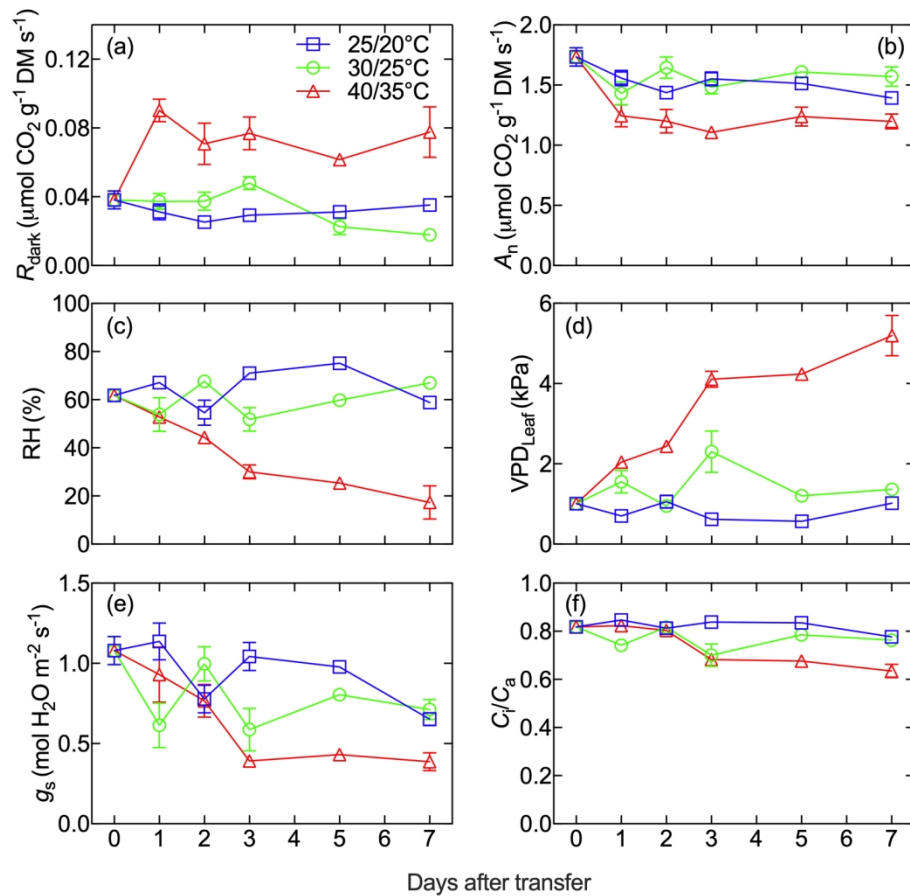 (a)
25/20°C
30/25°C
40/35°C
0.12
0.08
0.04
0.00
R_dark (μmol CO₂ g⁻¹ DM s⁻¹)
(b)
2.0
1.5
1.0
0.5
0.0
A_n (μmol CO₂ g⁻¹ DM s⁻¹)
(c)
100
80
60
40
20
0
RH (%)
(d)
6
4
2
0
VPD_Leaf (kPa)
(e)
1.5
1.0
0.5
0.0
g_s (mol H₂O m⁻² s⁻¹)
0 1 2 3 4 5 6 7
(f)
1.0
0.8
0.6
0.4
0.2
0.0
C_i/C_a
0 1 2 3 4 5 6 7
Days after transfer